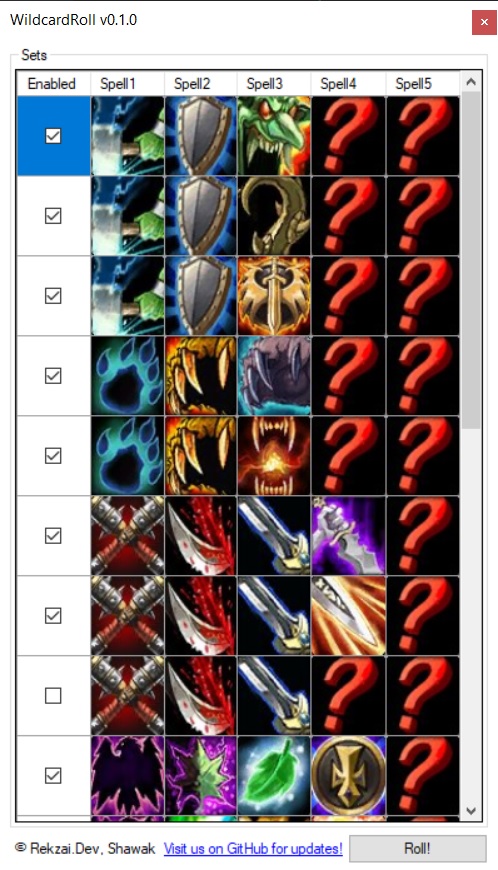 WildcardRoll v0.1.0
Sets
Enabled Spell1 Spell2 Spell3 Spell4 Spell5
© Rekzai.Dev, Shawak Visit us on GitHub for updates! Roll!